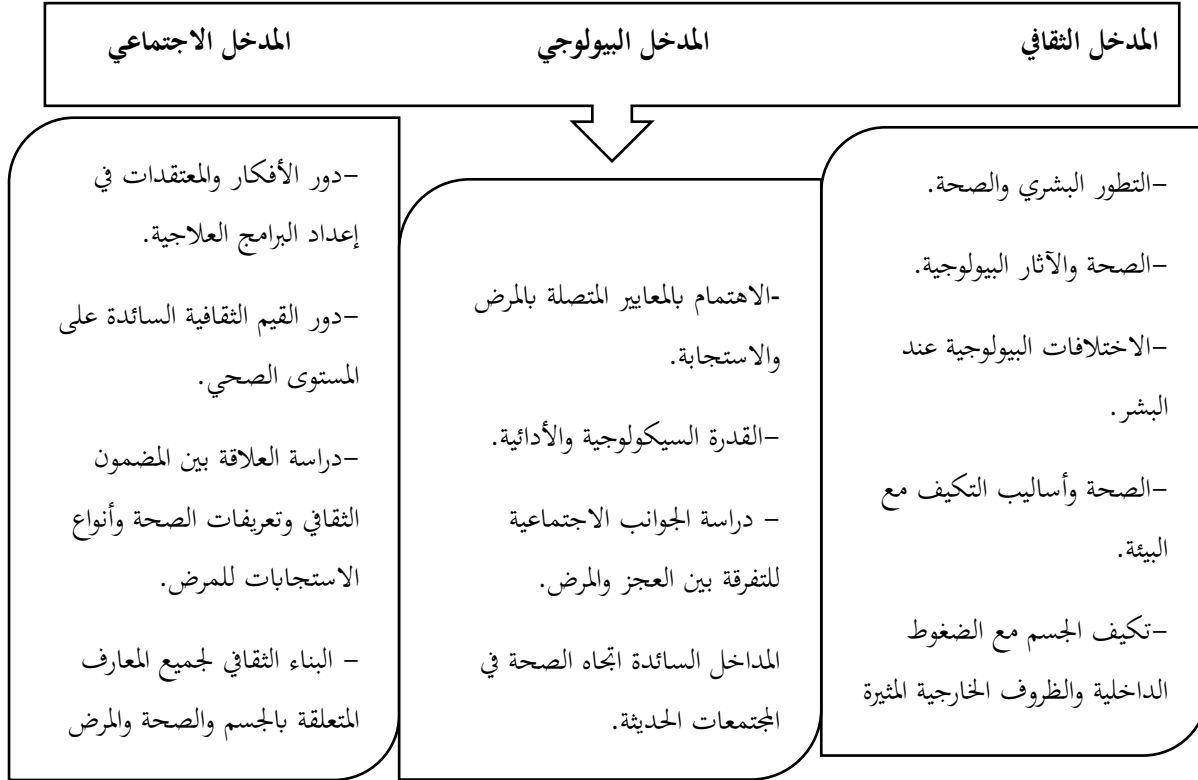 المدخل الثقافي
المدخل البيولوجي
المدخل الاجتماعي
–التطور البشري والصحة.
–الصحة والآثار البيولوجية.
–الاختلافات البيولوجية عند
البشر.
–الصحة وأساليب التكيف مع
البيئة.
–تكيف الجسم مع الضغوط
الداخلية والظروف الخارجية المثيرة
-الاهتمام بالمعايير المتصلة بالمرض
والاستجابة.
–القدرة السيكولوجية والأدائية.
– دراسة الجوانب الاجتماعية
للتفرقة بين العجز والمرض.
المداخل السائدة اتجاه الصحة في
المجتمعات الحديثة.
–دور الأفكار والمعتقدات في
إعداد البرامج العلاجية.
–دور القيم الثقافية السائدة على
المستوى الصحي.
–دراسة العلاقة بين المضمون
الثقافي وتعريفات الصحة وأنواع
الاستجابات للمرض.
– البناء الثقافي لجميع المعارف
المتعلقة بالجسم والصحة والمرض